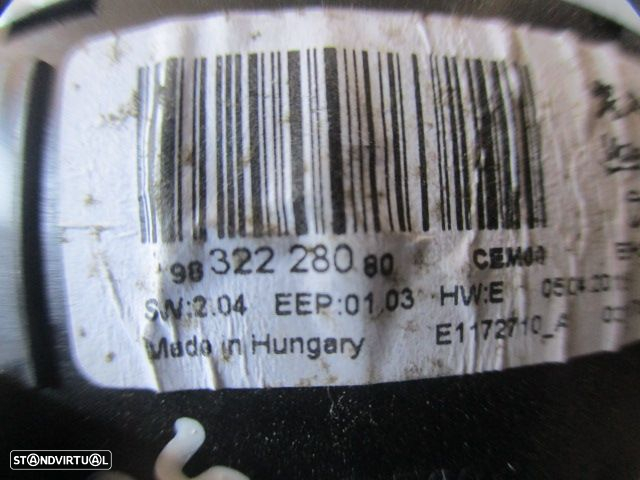 98 322 280 80
SW:2.04 EEP:01.03 HW:E
Made in Hungary E1172710_A
STANDVIRTUAL